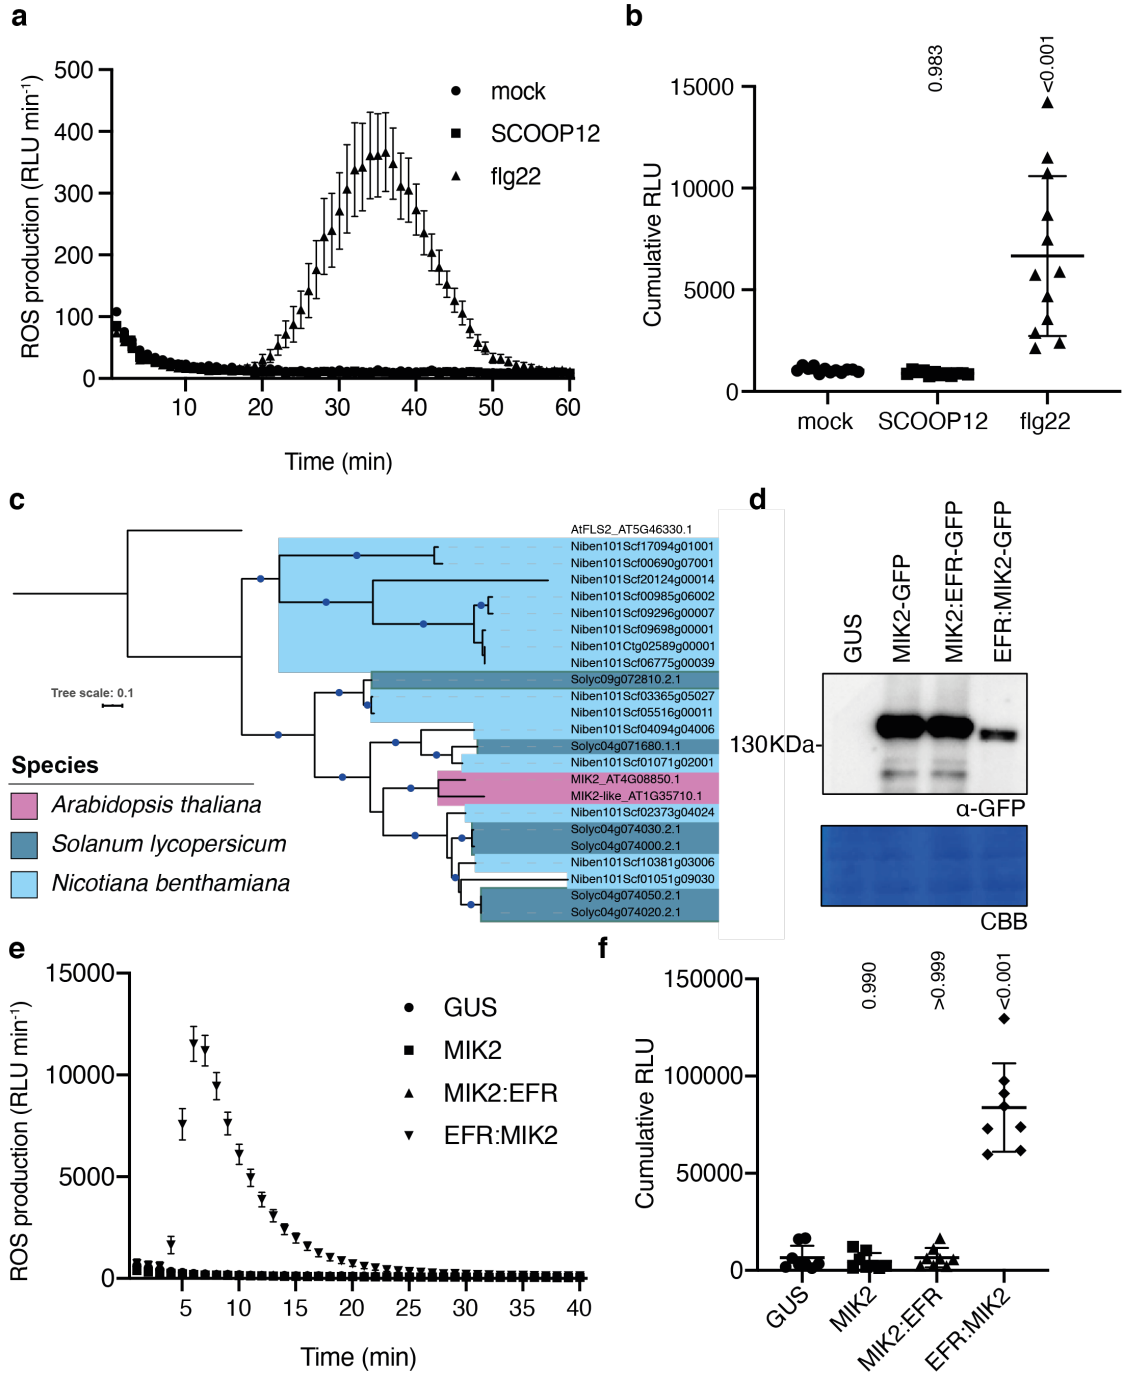 a
ROS production (RLU min-1)
500
400
300
200
100
0
10
20
30
40
50
60
Time (min)
mock
SCOOP12
flg22
b
0.983
<0.001
Cumulative RLU
15000
10000
5000
0
mock
SCOOP12
flg22
c
AtFLS2_AT5G46330.1
Niben101Scf17094g01001
Niben101Scf00690g07001
Niben101Scf20124g00014
Niben101Scf00985g06002
Niben101Scf09296g00007
Niben101Scf09698g00001
Niben101Ctg02589g00001
Niben101Scf06775g00039
Solyc09g072810.2.1
Niben101Scf03365g05027
Niben101Scf05516g00011
Niben101Scf04094g04006
Solyc04g071680.1.1
Niben101Scf01071g02001
MIK2_AT4G08850.1
MIK2-like_AT1G35710.1
Niben101Scf02373g04024
Solyc04g074030.2.1
Solyc04g074000.2.1
Niben101Scf10381g03006
Niben101Scf01051g09030
Solyc04g074050.2.1
Solyc04g074020.2.1
Tree scale: 0.1
Species
Arabidopsis thaliana
Solanum lycopersicum
Nicotiana benthamiana
d
GUS
MIK2-GFP
MIK2:EFR-GFP
EFR:MIK2-GFP
130KDa
α-GFP
CBB
e
ROS production (RLU min-1)
15000
10000
5000
0
5
10
15
20
25
30
35
40
Time (min)
GUS
MIK2
MIK2:EFR
EFR:MIK2
f
0.990
>0.999
<0.001
Cumulative RLU
150000
100000
50000
0
GUS
MIK2
MIK2:EFR
EFR:MIK2